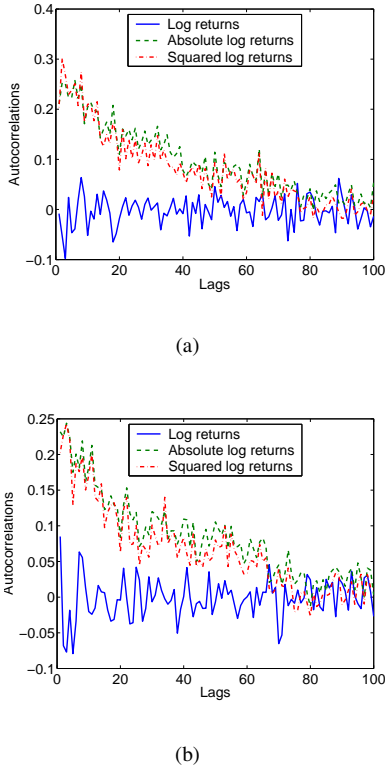 0.4
0.3
0.2
0.1
0
−0.1
Autocorrelations
Log returns
Absolute log returns
Squared log returns
0 20 40 60 80 100
Lags
(a)
0.25
0.2
0.15
0.1
0.05
0
−0.05
−0.1
Autocorrelations
Log returns
Absolute log returns
Squared log returns
0 20 40 60 80 100
Lags
(b)